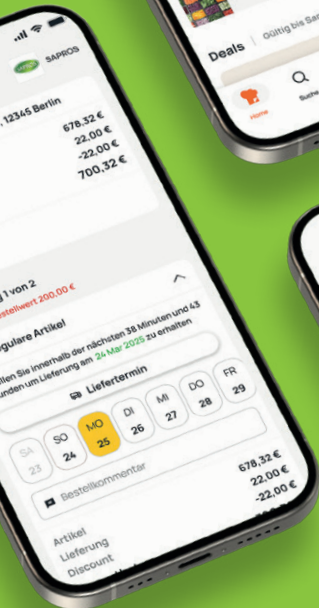 SAPROS
, 12345 Berlin
678,32 €
22,00 €
-22,00 €
700,32 €
1 von 2
stellwert 200,00 €
gulare Artikel
llen Sie innerhalb der nächsten 38 Minuten und 43
unden um Lieferung am 24 Mar 2025 zu erhalten
Liefertermin
SA SO MO DI MI DO FR
23 24 25 26 27 28 29
Bestellkommentar
Artikel 678,32 €
Lieferung 22,00 €
Discount -22,00 €
Deals Gültig bis Sa
Home Suche